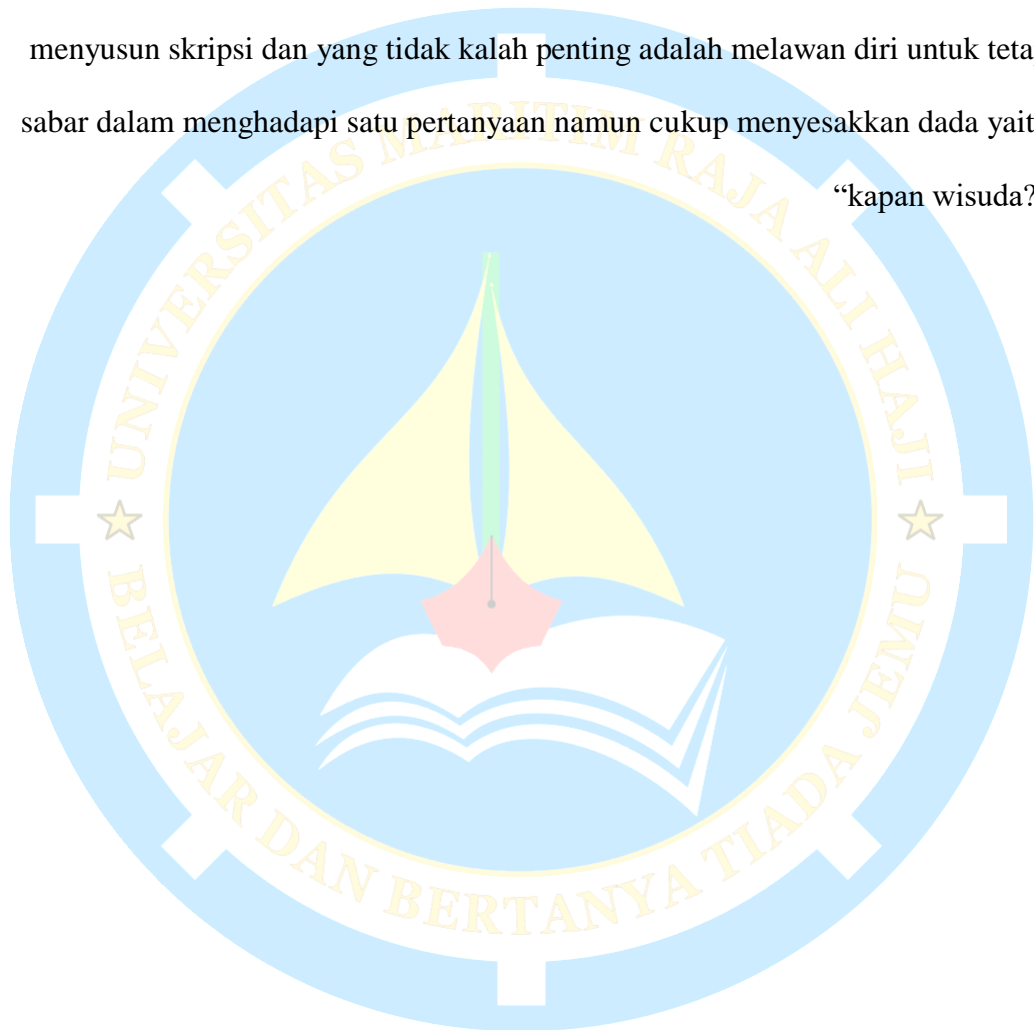 menyusun skripsi dan yang tidak kalah penting adalah melawan diri untuk teta
sabar dalam menghadapi satu pertanyaan namun cukup menyesakkan dada yait
“kapan wisuda?
UNIVERSITAS MARITIM RAJA ALI HAJI
BELAJAR DAN BERTANYA TIADA JEMU